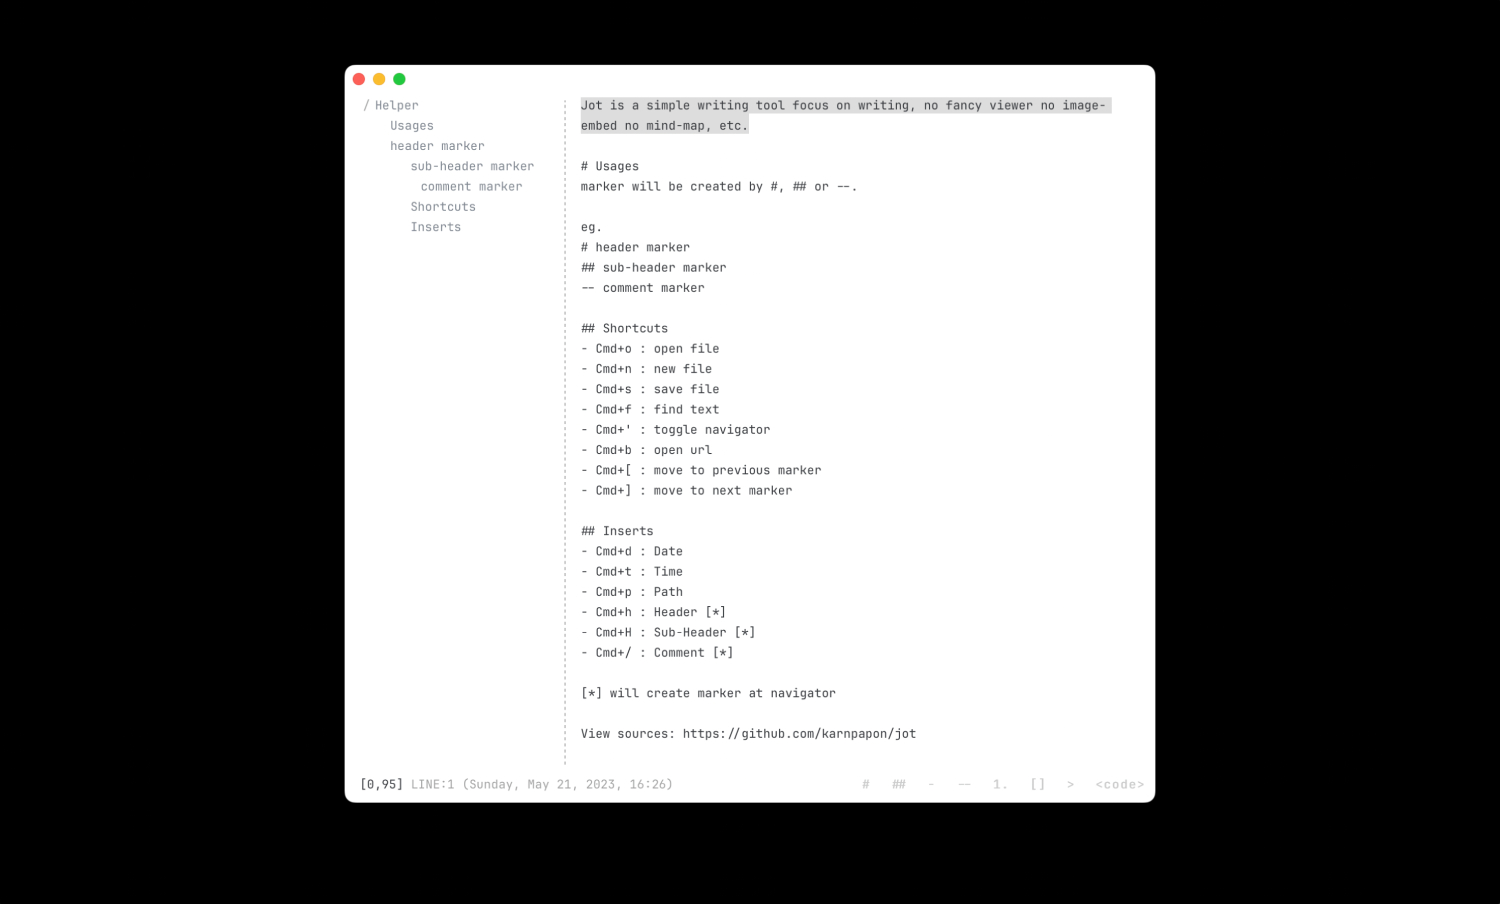 / Helper
Usages
header marker
sub-header marker
comment marker
Shortcuts
Inserts
Jot is a simple writing tool focus on writing, no fancy viewer no image-
embed no mind-map, etc.
# Usages
marker will be created by #, ## or --.
eg.
# header marker
## sub-header marker
-- comment marker
## Shortcuts
- Cmd+o : open file
- Cmd+n : new file
- Cmd+s : save file
- Cmd+f : find text
- Cmd+' : toggle navigator
- Cmd+b : open url
- Cmd+[ : move to previous marker
- Cmd+] : move to next marker
## Inserts
- Cmd+d : Date
- Cmd+t : Time
- Cmd+p : Path
- Cmd+h : Header [*]
- Cmd+H : Sub-Header [*]
- Cmd+/ : Comment [*]
[*] will create marker at navigator
View sources: https://github.com/karnpapon/jot
[0,95] LINE:1 (Sunday, May 21, 2023, 16:26)
# ## - -- 1. [] > <code>